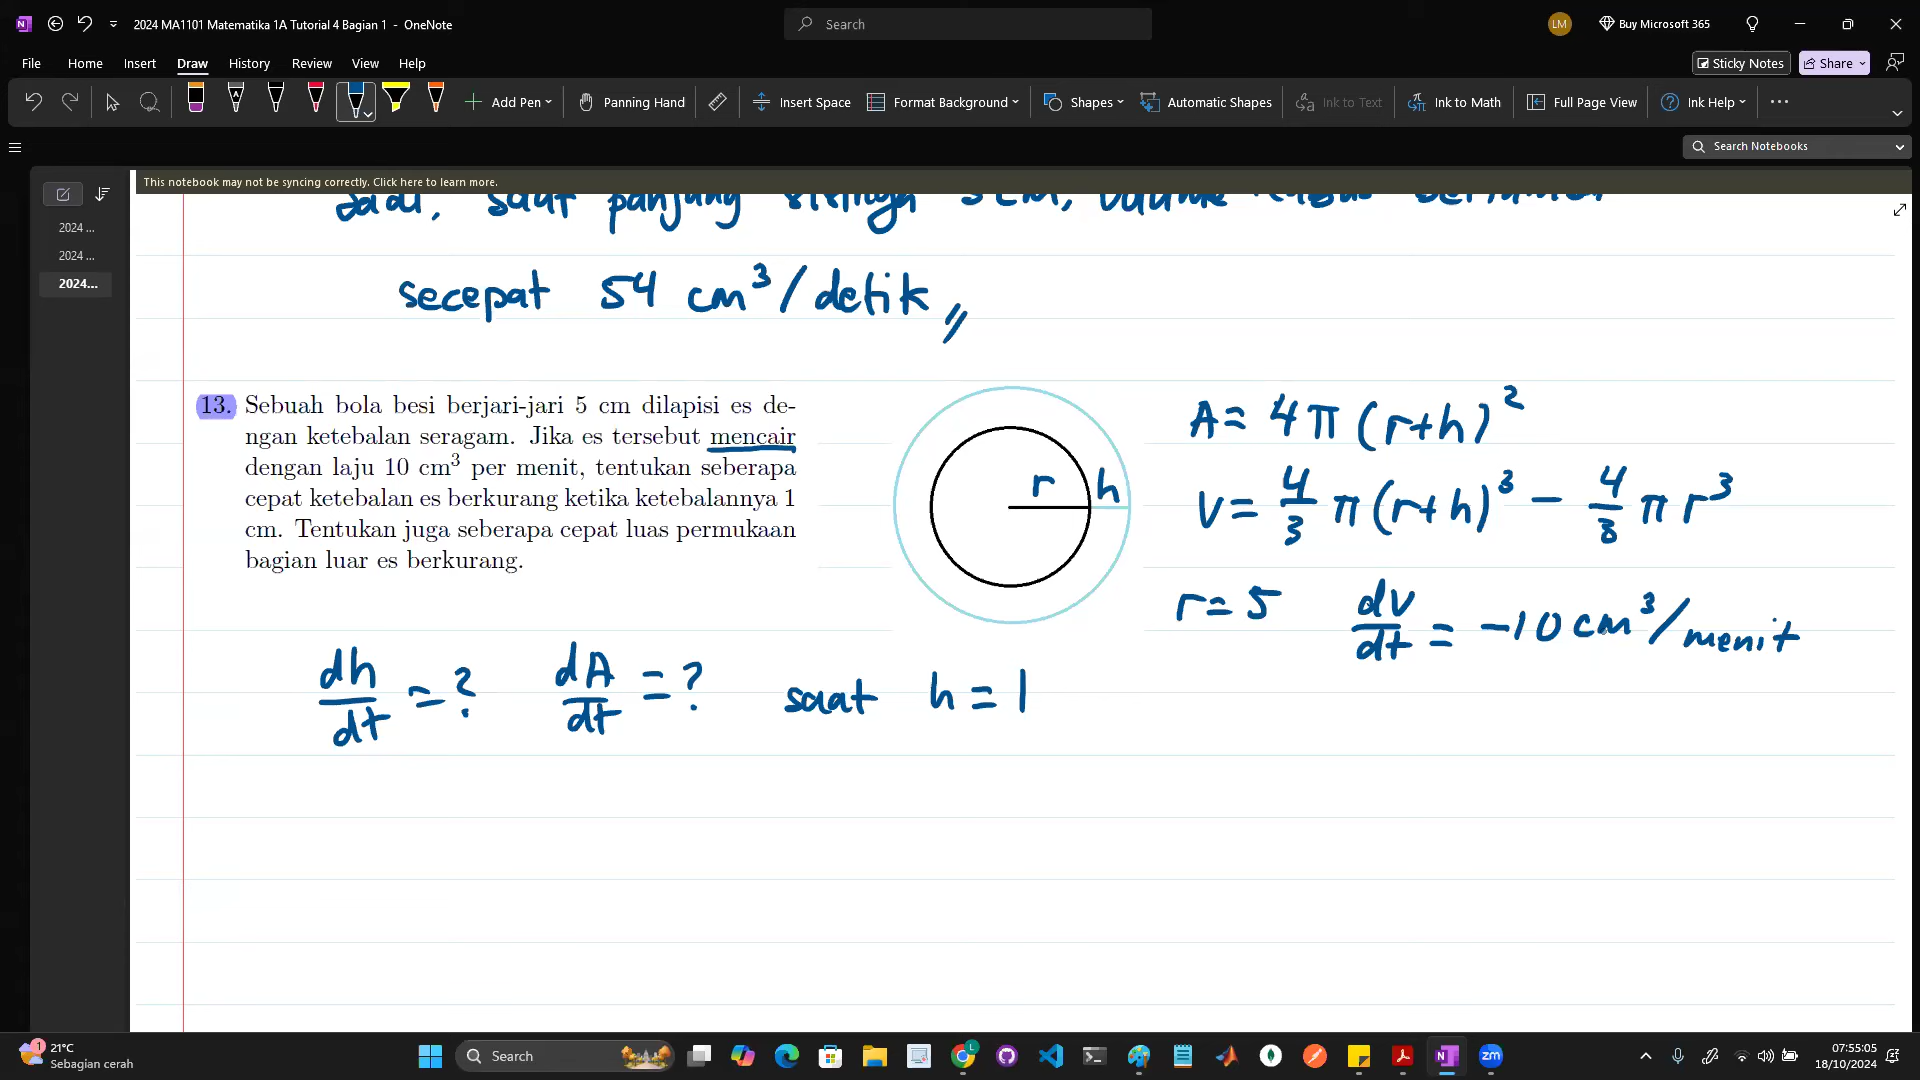 2024 MA1101 Matematika 1A Tutorial 4 Bagian 1 - OneNote
Search
LM
Buy Microsoft 365
File Home Insert Draw History Review View Help
Sticky Notes
Share
Add Pen
Panning Hand
Insert Space
Format Background
Shapes
Automatic Shapes
Ink to Text
Ink to Math
Full Page View
Ink Help
Search Notebooks
This notebook may not be syncing correctly. Click here to learn more.
2024 ...
2024 ...
2024...
secepat 54 cm³/detik //
13. Sebuah bola besi berjari-jari 5 cm dilapisi es de-
ngan ketebalan seragam. Jika es tersebut mencair
dengan laju 10 cm³ per menit, tentukan seberapa
cepat ketebalan es berkurang ketika ketebalannya 1
cm. Tentukan juga seberapa cepat luas permukaan
bagian luar es berkurang.
r h
A = 4π (r+h)²
V = 4/3 π (r+h)³ − 4/3 π r³
r = 5 dV/dt = −10 cm³/menit
dh/dt = ? dA/dt = ? saat h = 1
1
21°C
Sebagian cerah
Search
L
zm
07:55:05
18/10/2024